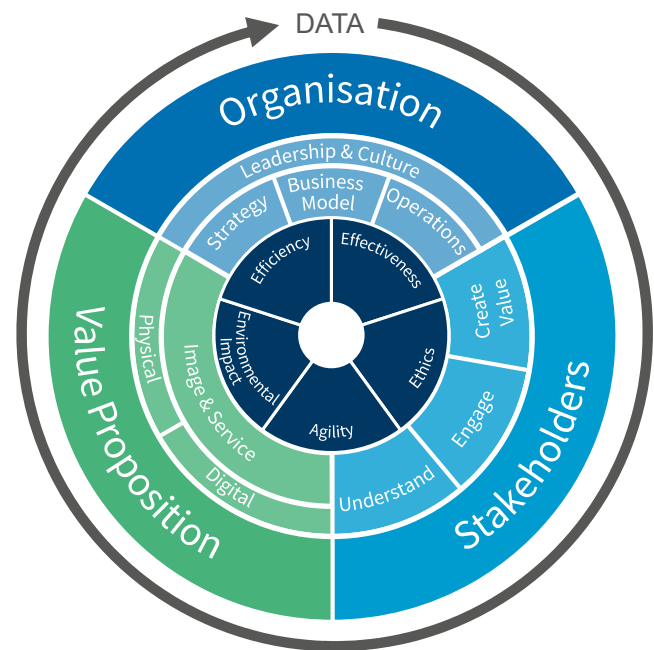 DATA
Organisation
Leadership & Culture
Strategy
Business
Model
Operations
Efficiency
Effectiveness
Environmental
Impact
Ethics
Agility
Create
Value
Engage
Understand
Stakeholders
Physical
Image & Service
Digital
Value Proposition